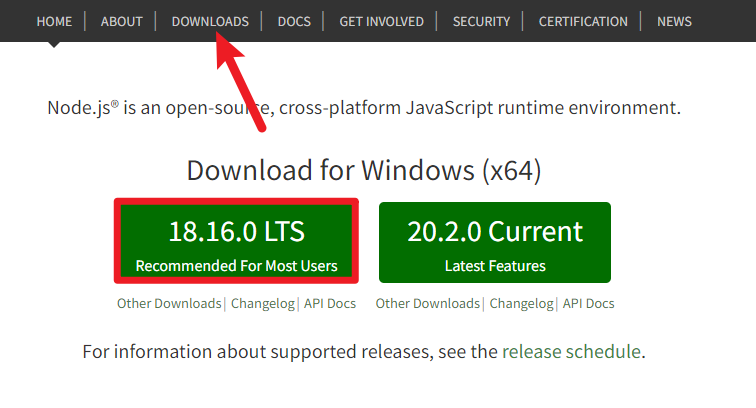 HOME | ABOUT | DOWNLOADS | DOCS | GET INVOLVED | SECURITY | CERTIFICATION | NEWS
Node.js® is an open-source, cross-platform JavaScript runtime environment.
Download for Windows (x64)
18.16.0 LTS
Recommended For Most Users
20.2.0 Current
Latest Features
Other Downloads | Changelog | API Docs
Other Downloads | Changelog | API Docs
For information about supported releases, see the release schedule.